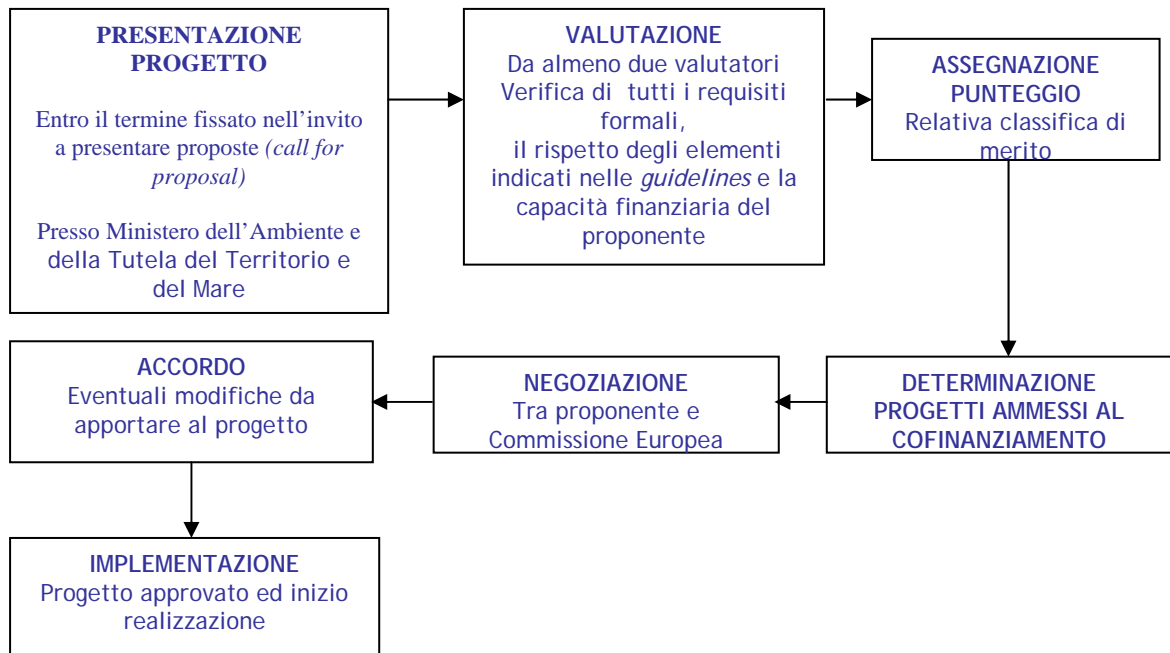 PRESENTAZIONE
PROGETTO
Entro il termine fissato nell’invito
a presentare proposte (call for
proposal)
Presso Ministero dell’Ambiente e
della Tutela del Territorio e
del Mare
VALUTAZIONE
Da almeno due valutatori
Verifica di tutti i requisiti
formali,
il rispetto degli elementi
indicati nelle guidelines e la
capacità finanziaria del
proponente
ASSEGNAZIONE
PUNTEGGIO
Relativa classifica di
merito
DETERMINAZIONE
PROGETTI AMMESSI AL
COFINANZIAMENTO
NEGOZIAZIONE
Tra proponente e
Commissione Europea
ACCORDO
Eventuali modifiche da
apportare al progetto
IMPLEMENTAZIONE
Progetto approvato ed inizio
realizzazione